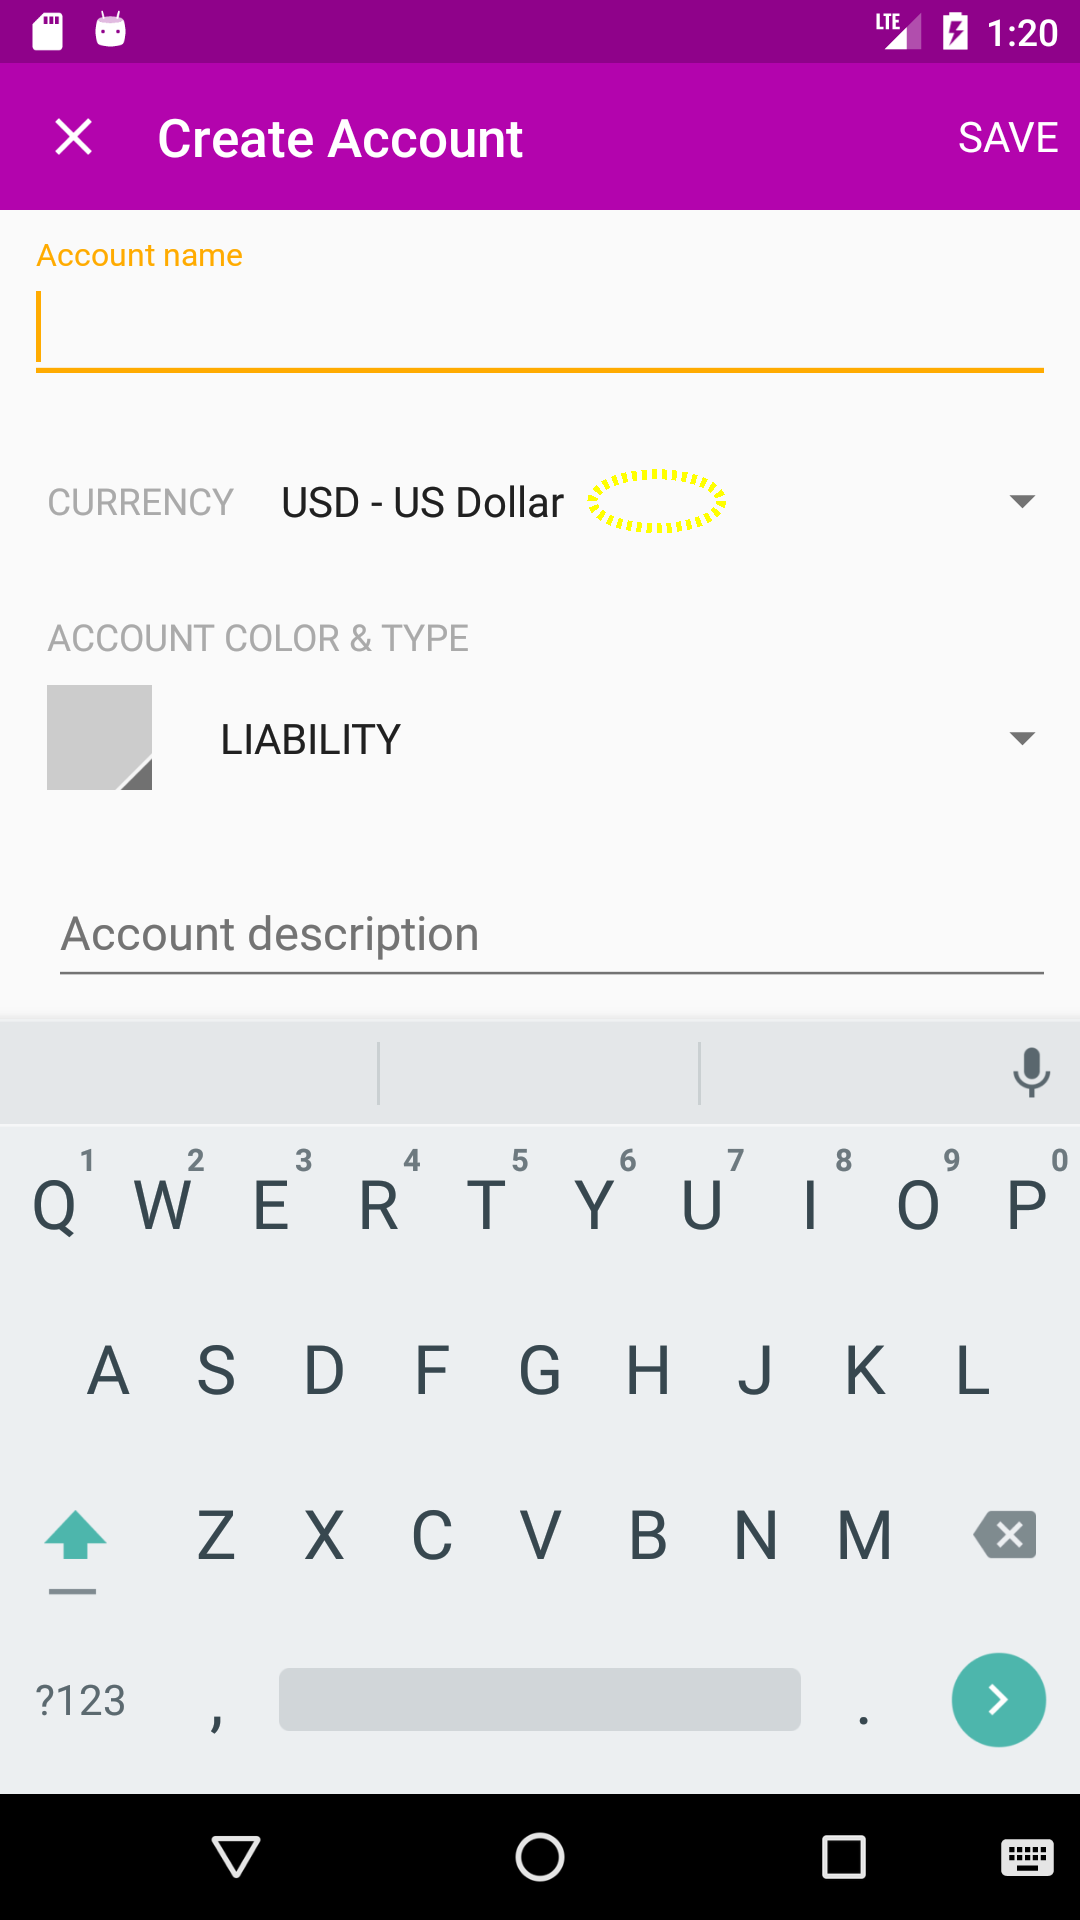 LTE 1:20
Create Account SAVE
Account name
CURRENCY USD - US Dollar
ACCOUNT COLOR & TYPE
LIABILITY
Account description
1 2 3 4 5 6 7 8 9 0
Q W E R T Y U I O P
A S D F G H J K L
Z X C V B N M
?123 , .